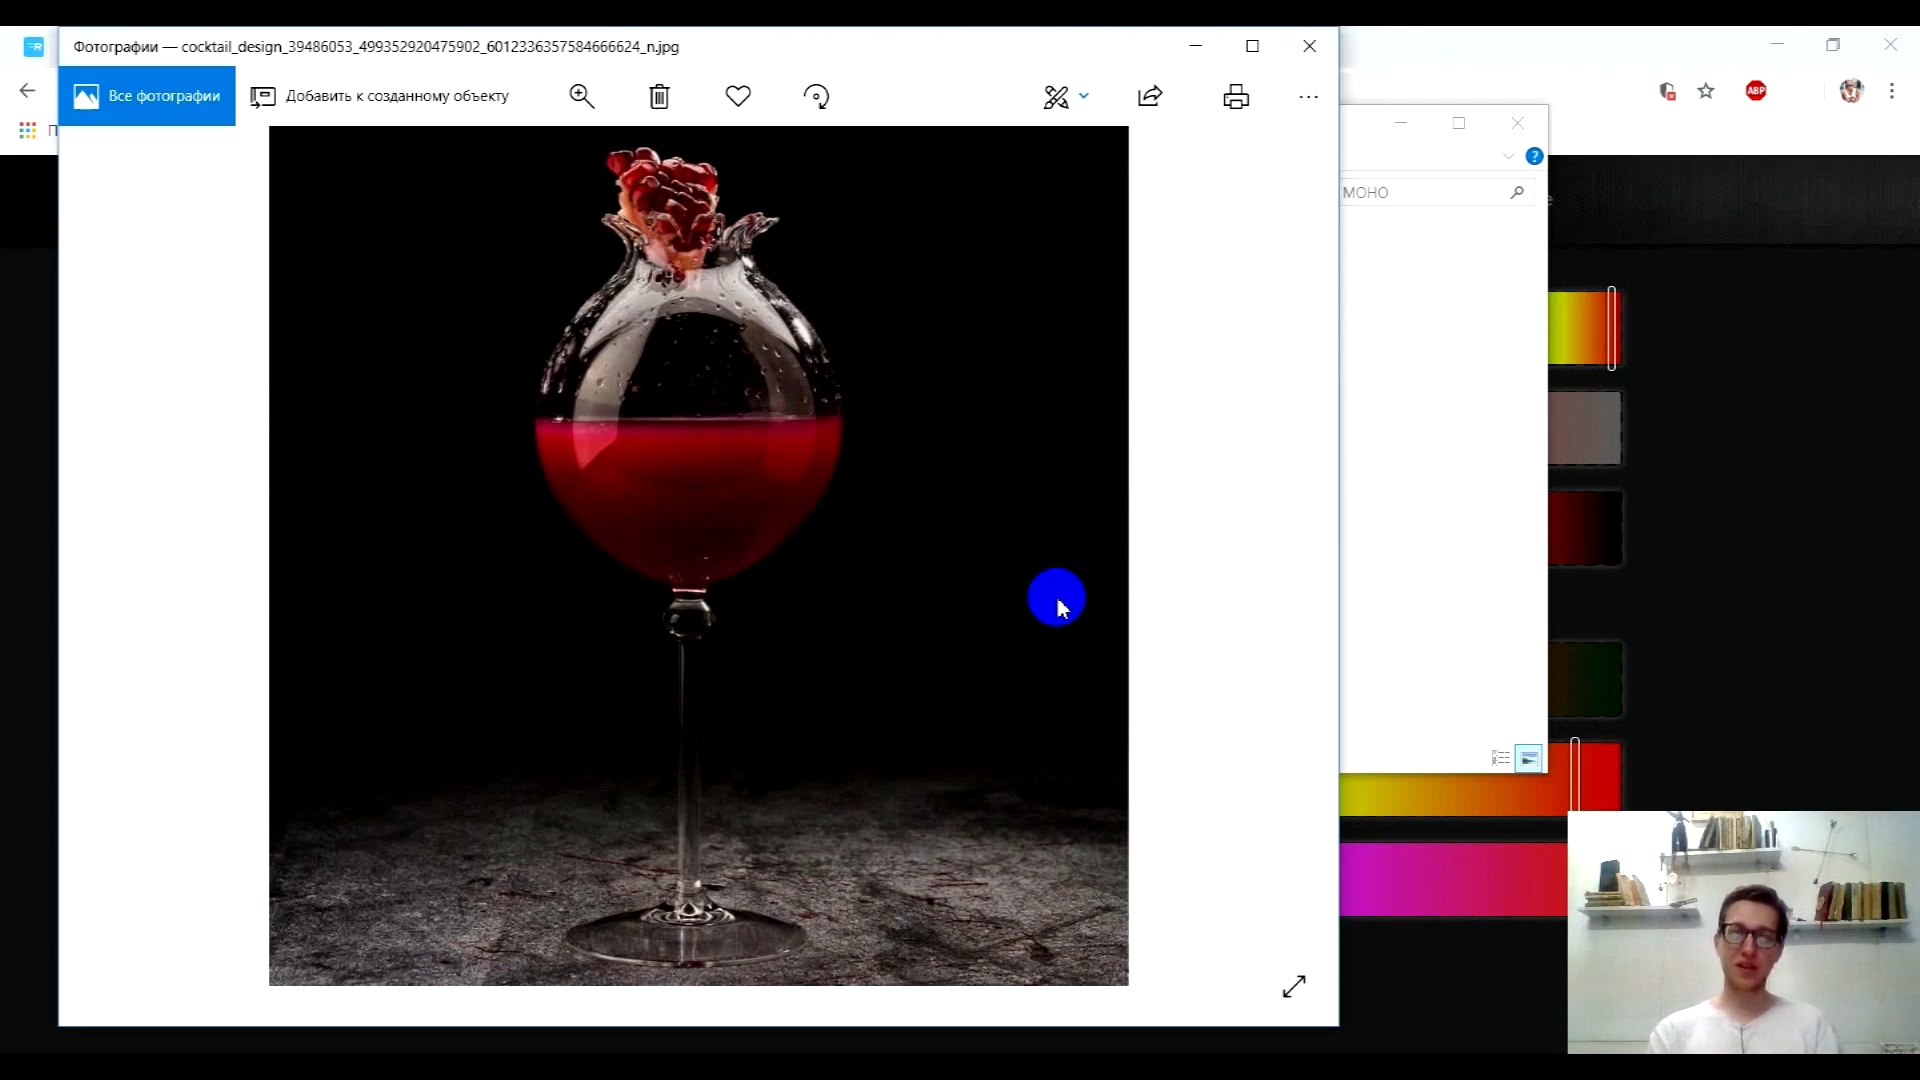 Фотографии — cocktail_design_39486053_499352920475902_6012336357584666624_n.jpg
Все фотографии
Добавить к созданному объекту
ABP
П
?
МОНО
е